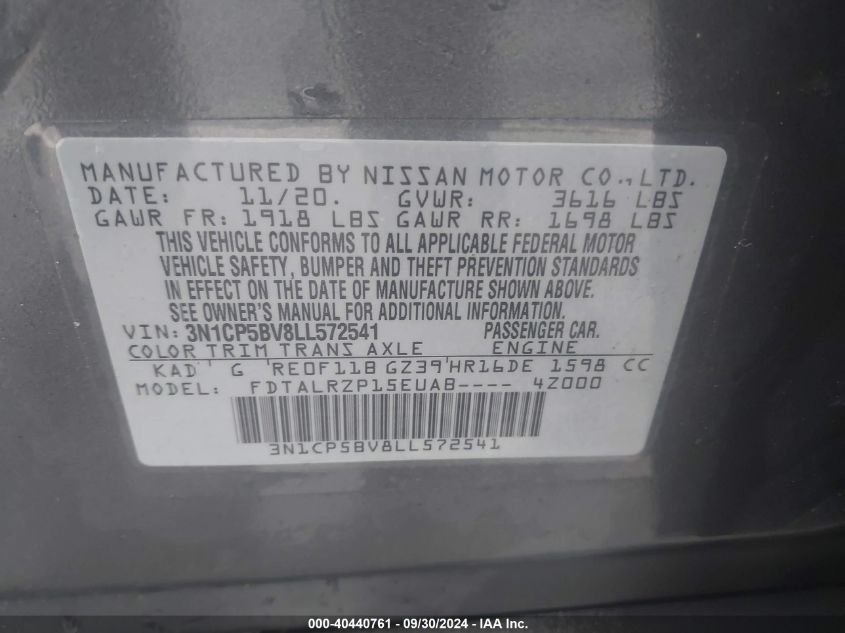 MANUFACTURED BY NISSAN MOTOR CO., LTD.
DATE: 11/20. GVWR: 3616 LBS
GAWR FR: 1918 LBS GAWR RR: 1698 LBS
THIS VEHICLE CONFORMS TO ALL APPLICABLE FEDERAL MOTOR
VEHICLE SAFETY, BUMPER AND THEFT PREVENTION STANDARDS
IN EFFECT ON THE DATE OF MANUFACTURE SHOWN ABOVE.
SEE OWNER'S MANUAL FOR ADDITIONAL INFORMATION.
VIN: 3N1CP5BV8LL572541 PASSENGER CAR.
COLOR TRIM TRANS AXLE ENGINE
KAD G RE0F11B GZ39 HR16DE 1598 CC
MODEL: FDTALRZP15EUAB---- 4Z000
3N1CP5BV8LL572541
000-40440761 - 09/30/2024 - IAA Inc.